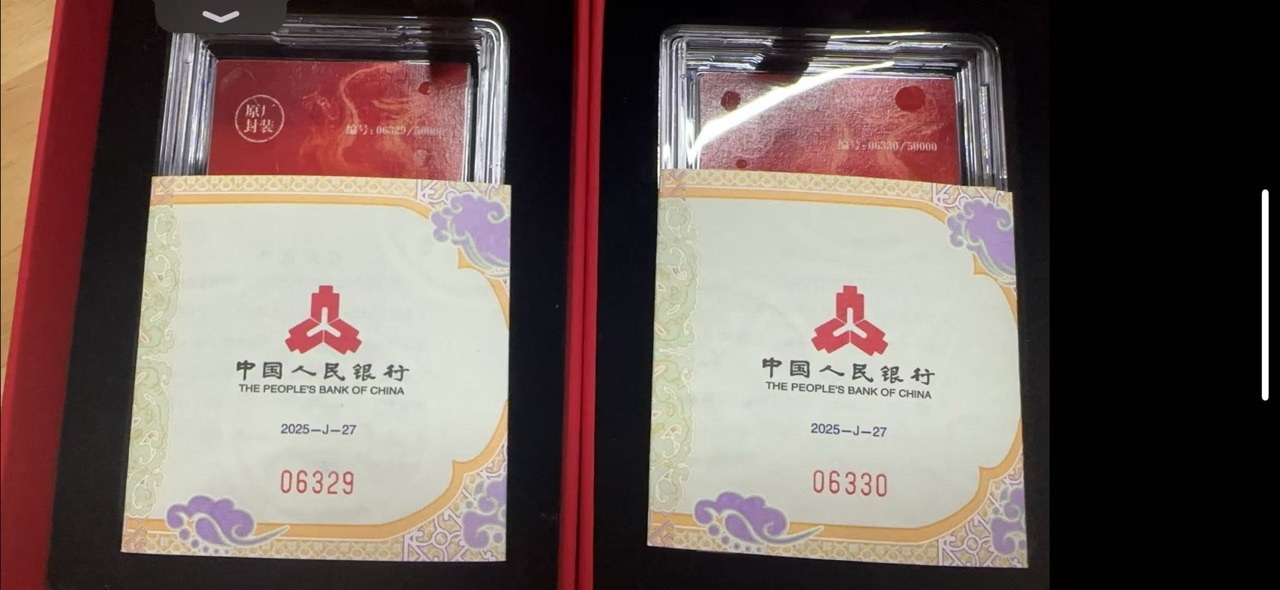 原厂
封装
编号:06329/50000
中国人民银行
THE PEOPLE'S BANK OF CHINA
2025-J-27
06329
编号:06330/50000
中国人民银行
THE PEOPLE'S BANK OF CHINA
2025-J-27
06330